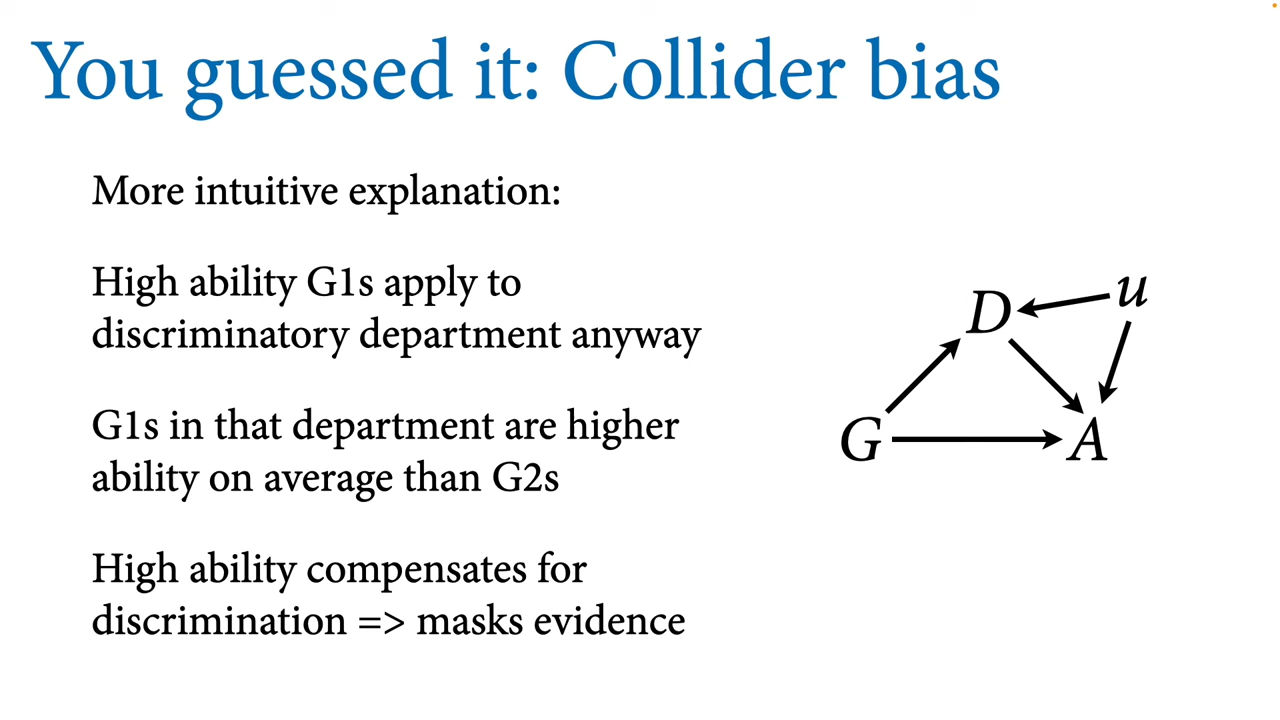 You guessed it: Collider bias
More intuitive explanation:
High ability G1s apply to
discriminatory department anyway
G1s in that department are higher
ability on average than G2s
High ability compensates for
discrimination => masks evidence
D
u
G
A